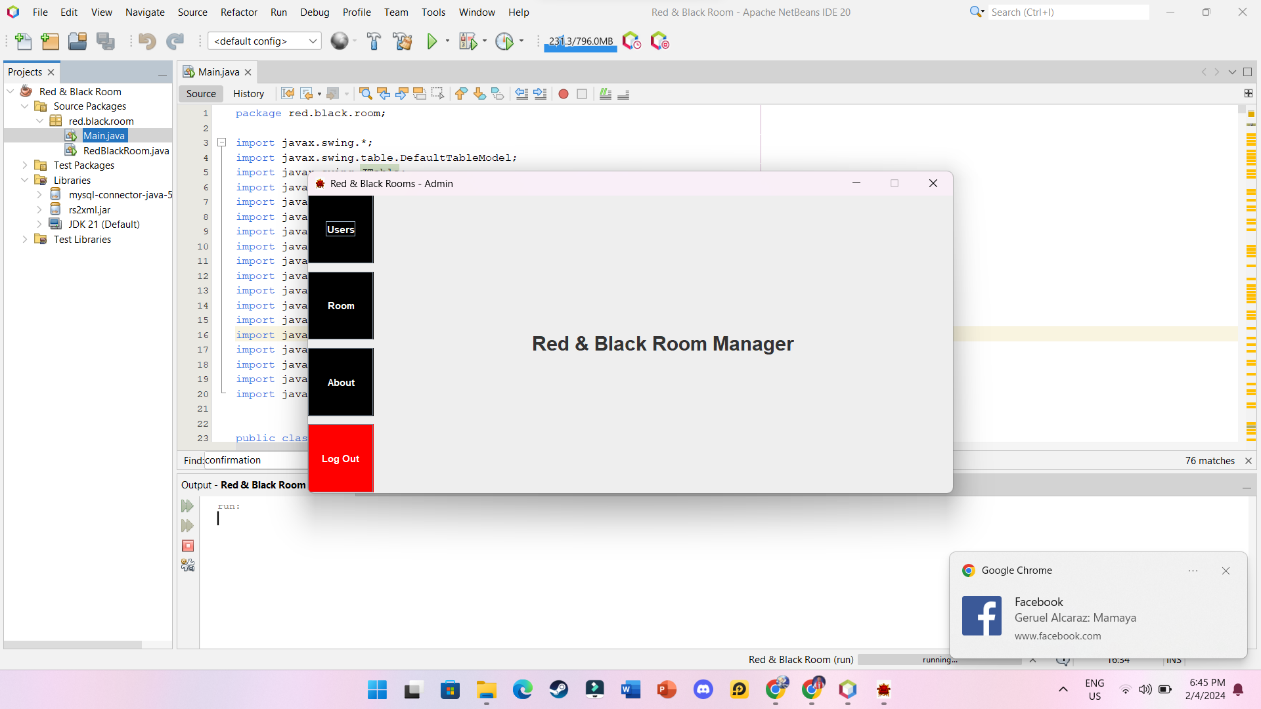 File Edit View Navigate Source Refactor Run Debug Profile Team Tools Window Help
Red & Black Room - Apache NetBeans IDE 20
Search (Ctrl+I)
<default config>
231.3/796.0MB
Projects
Main.java
Source History
Red & Black Room
Source Packages
red.black.room
Main.java
RedBlackRoom.java
Test Packages
Libraries
mysql-connector-java-5
rs2xml.jar
JDK 21 (Default)
Test Libraries
1 package red.black.room;
2
3 import javax.swing.*;
4 import javax.swing.table.DefaultTableModel;
5 import javax.swing.JTable;
6 import java
7 import java
8 import java
9 import java
10 import java
11 import java
12 import java
13 import java
14 import java
15 import java
16 import java
17 import java
18 import java
19 import java
20 import java
21
22
23 public clas
Red & Black Rooms - Admin
Users
Room
About
Log Out
Red & Black Room Manager
Find: confirmation
76 matches
Output - Red & Black Room
run:
Google Chrome
Facebook
Geruel Alcaraz: Mamaya
www.facebook.com
Red & Black Room (run)
running...
16:54
INS
ENG
US
6:45 PM
2/4/2024